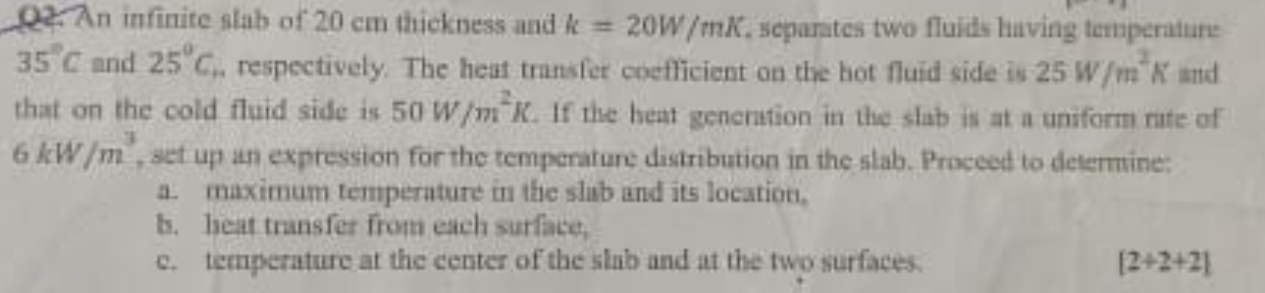 Q2. An infinite slab of 20 cm thickness and k = 20W/mK, separates two fluids having temperature
35°C and 25°C,, respectively. The heat transfer coefficient on the hot fluid side is 25 W/m²K and
that on the cold fluid side is 50 W/m²K. If the heat generation in the slab is at a uniform rate of
6 kW/m³, set up an expression for the temperature distribution in the slab. Proceed to determine:
a. maximum temperature in the slab and its location,
b. heat transfer from each surface,
c. temperature at the center of the slab and at the two surfaces. [2+2+2]